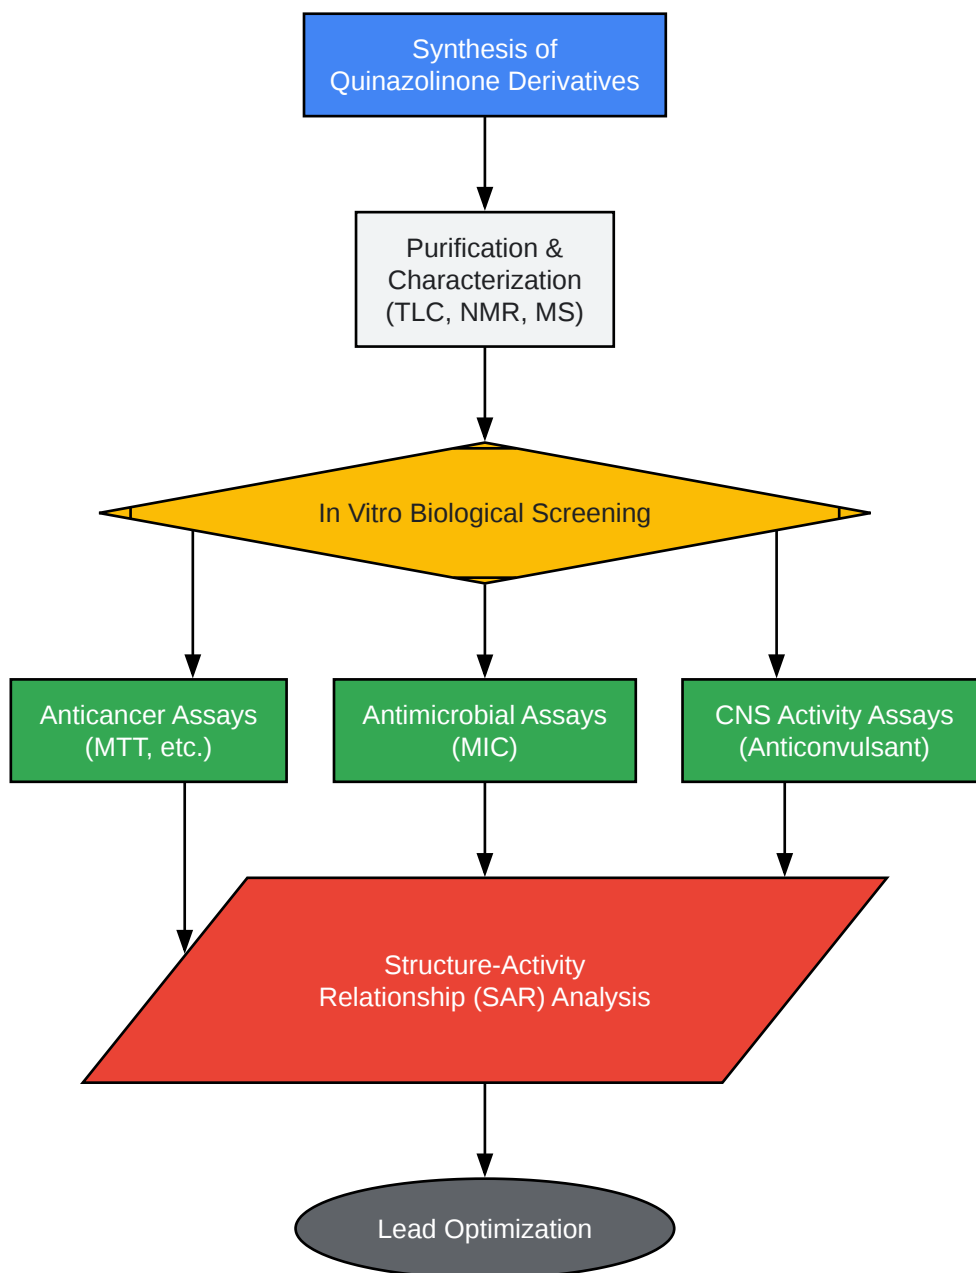 Synthesis of
Quinazolinone Derivatives
Purification &
Characterization
(TLC, NMR, MS)
In Vitro Biological Screening
Anticancer Assays
(MTT, etc.)
Antimicrobial Assays
(MIC)
CNS Activity Assays
(Anticonvulsant)
Structure-Activity
Relationship (SAR) Analysis
Lead Optimization